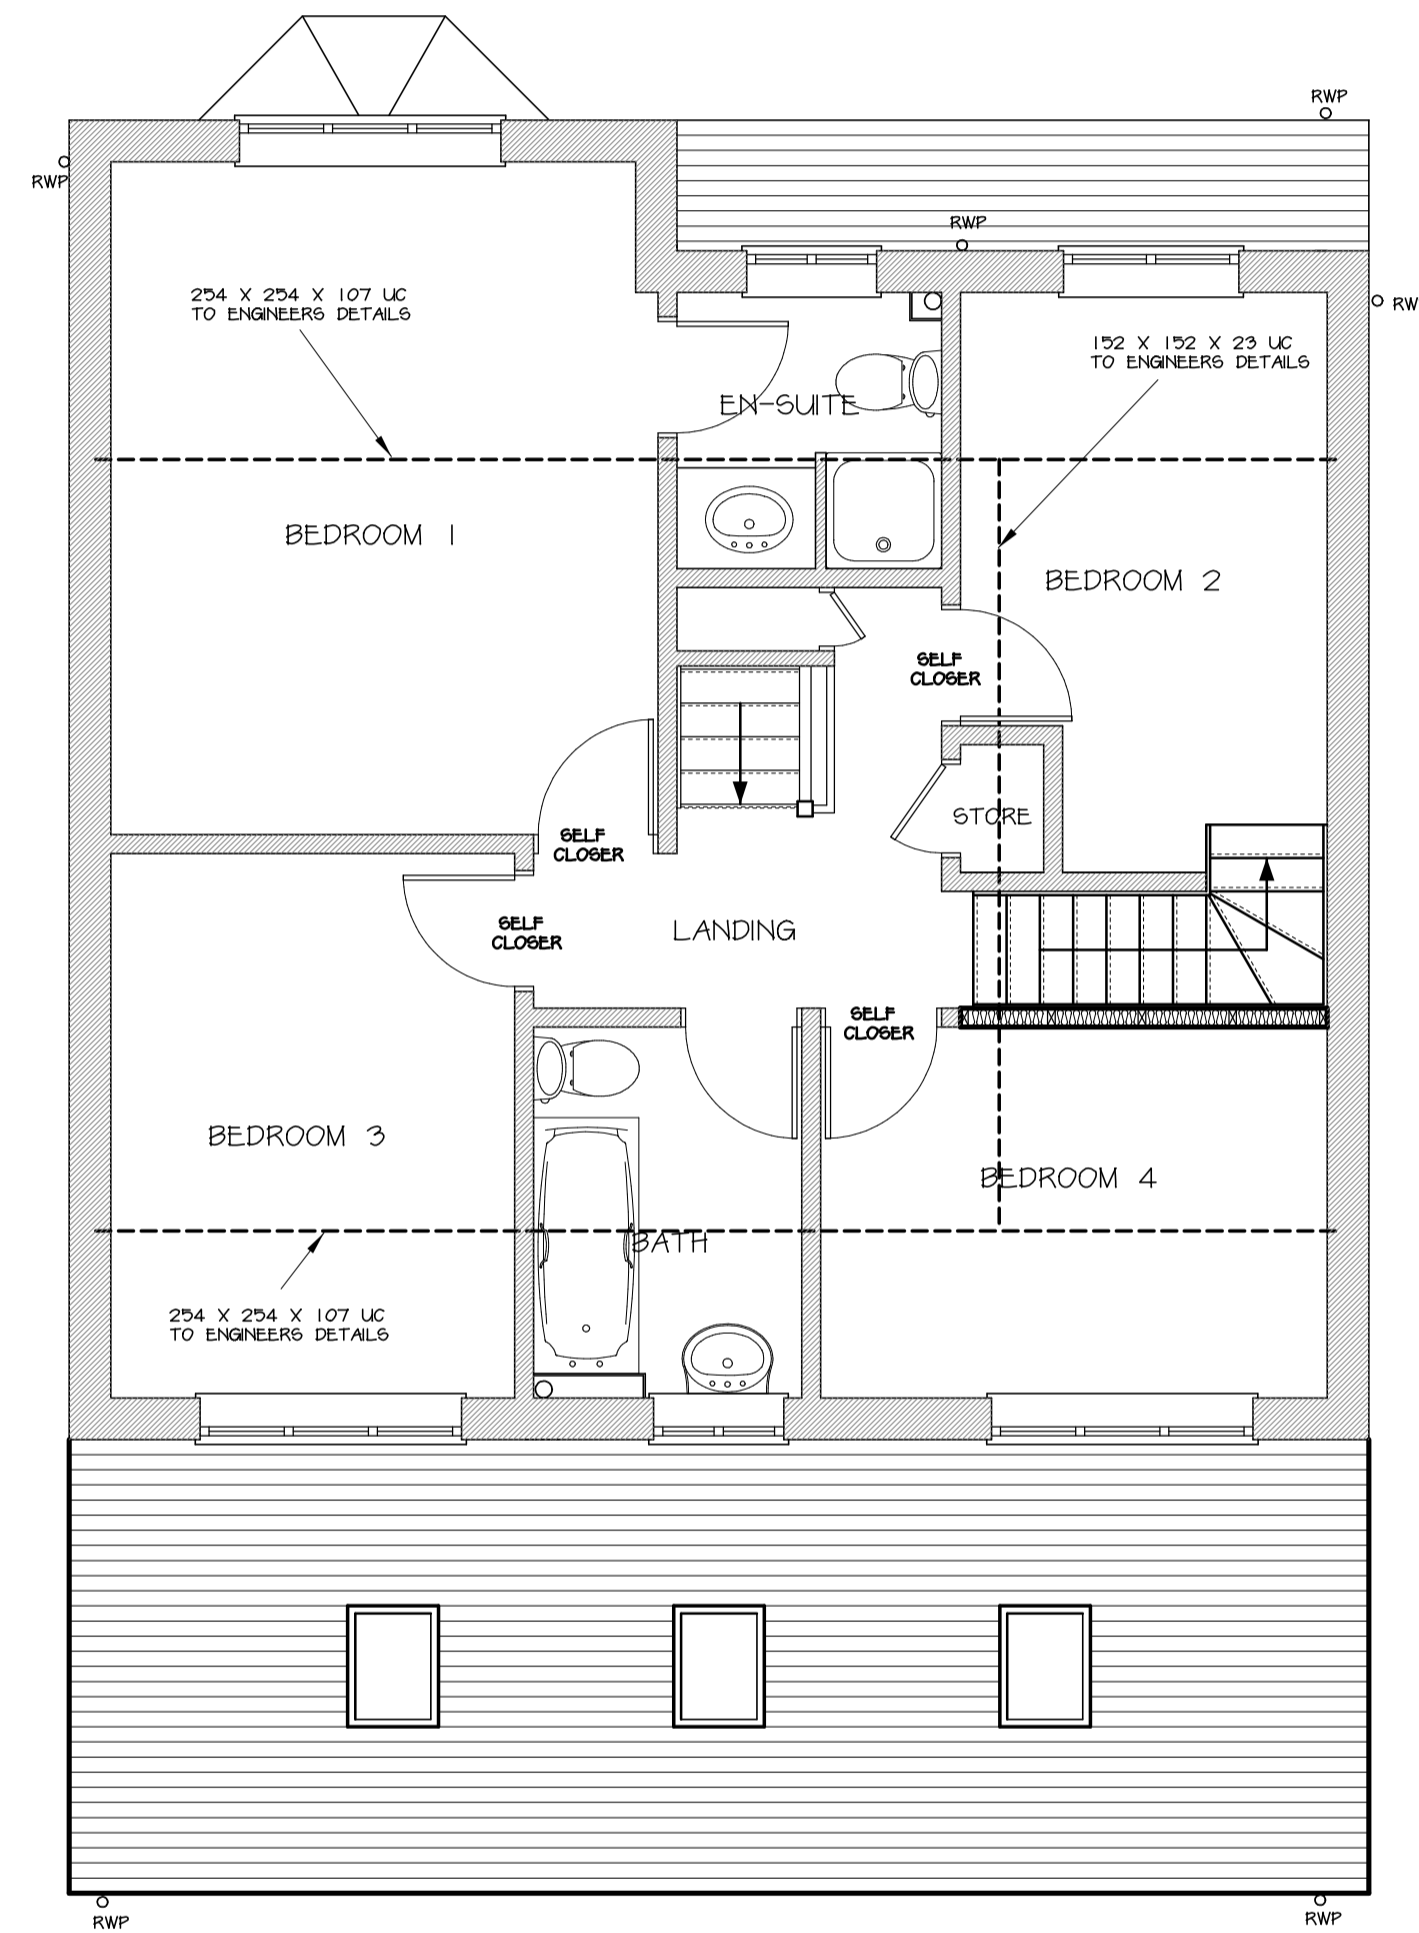 RWP
RWP
RWP
254 X 254 X 107 UC
TO ENGINEERS DETAILS
RW
152 X 152 X 23 UC
TO ENGINEERS DETAILS
EN-SUITE
BEDROOM 1
BEDROOM 2
SELF
CLOSER
STORE
SELF
CLOSER
SELF
CLOSER
LANDING
SELF
CLOSER
BEDROOM 3
BEDROOM 4
BATH
254 X 254 X 107 UC
TO ENGINEERS DETAILS
RWP
RWP